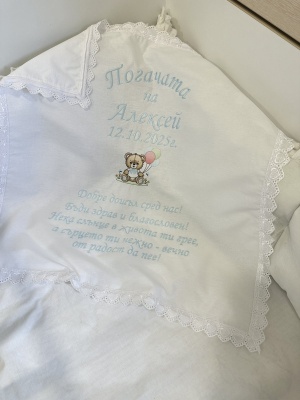 Погачата
на
Алексей
12.10.2025г.
Добре дошъл сред нас!
Бъди здрав и благословен!
Нека слънце в живота ти грее,
а сърцето ти нежно - вечно
от радост да пее!